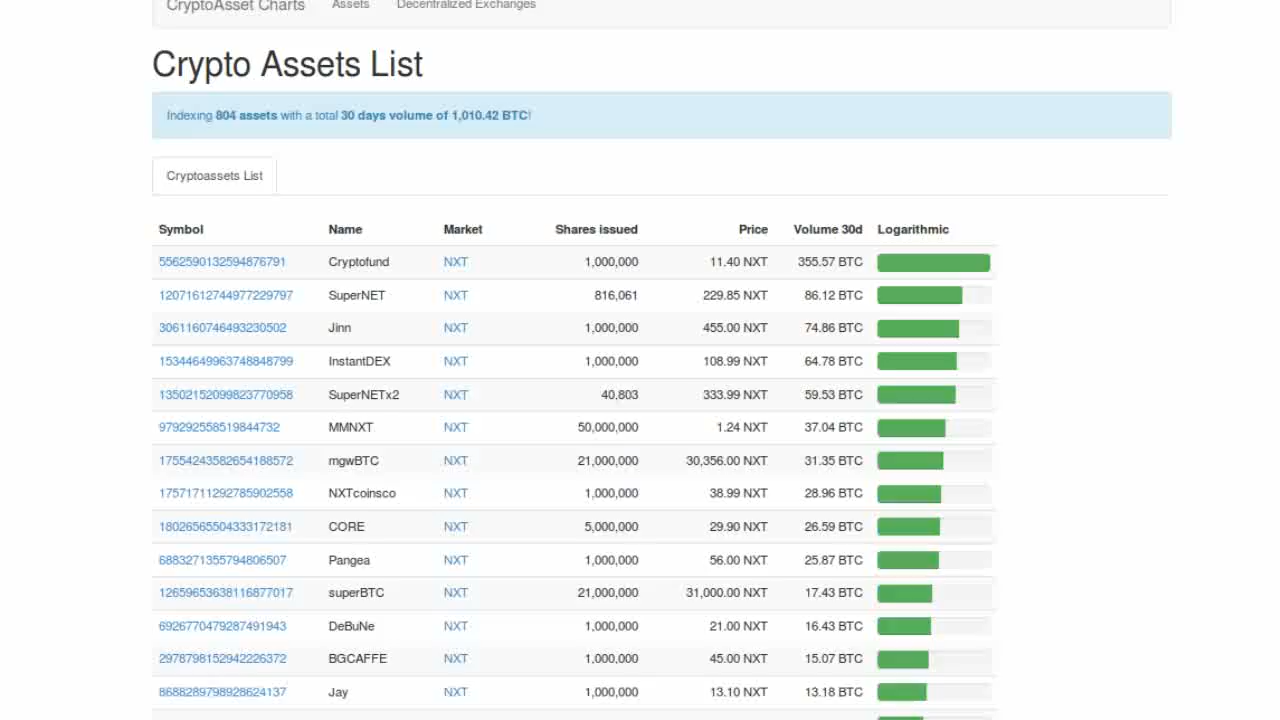 CryptoAsset Charts Assets Decentralized Exchanges
Crypto Assets List
Indexing 804 assets with a total 30 days volume of 1,010.42 BTC!
Cryptoassets List
Symbol Name Market Shares issued Price Volume 30d Logarithmic
5562590132594876791 Cryptofund NXT 1,000,000 11.40 NXT 355.57 BTC
12071612744977229797 SuperNET NXT 816,061 229.85 NXT 86.12 BTC
3061160746493230502 Jinn NXT 1,000,000 455.00 NXT 74.86 BTC
15344649963748848799 InstantDEX NXT 1,000,000 108.99 NXT 64.78 BTC
13502152099823770958 SuperNETx2 NXT 40,803 333.99 NXT 59.53 BTC
979292558519844732 MMNXT NXT 50,000,000 1.24 NXT 37.04 BTC
17554243582654188572 mgwBTC NXT 21,000,000 30,356.00 NXT 31.35 BTC
17571711292785902558 NXTcoinsco NXT 1,000,000 38.99 NXT 28.96 BTC
18026565504333172181 CORE NXT 5,000,000 29.90 NXT 26.59 BTC
6883271355794806507 Pangea NXT 1,000,000 56.00 NXT 25.87 BTC
12659653638116877017 superBTC NXT 21,000,000 31,000.00 NXT 17.43 BTC
6926770479287491943 DeBuNe NXT 1,000,000 21.00 NXT 16.43 BTC
2978798152942226372 BGCAFFE NXT 1,000,000 45.00 NXT 15.07 BTC
8688289798928624137 Jay NXT 1,000,000 13.10 NXT 13.18 BTC